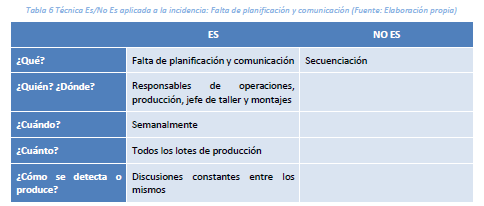 Tabla 6 Técnica Es/No Es aplicada a la incidencia: Falta de planificación y comunicación (Fuente: Elaboración propia)
ES NO ES
¿Qué? Falta de planificación y comunicación Secuenciación
¿Quién? ¿Dónde? Responsables de operaciones,
producción, jefe de taller y montajes
¿Cuándo? Semanalmente
¿Cuánto? Todos los lotes de producción
¿Cómo se detecta o Discusiones constantes entre los
produce? mismos